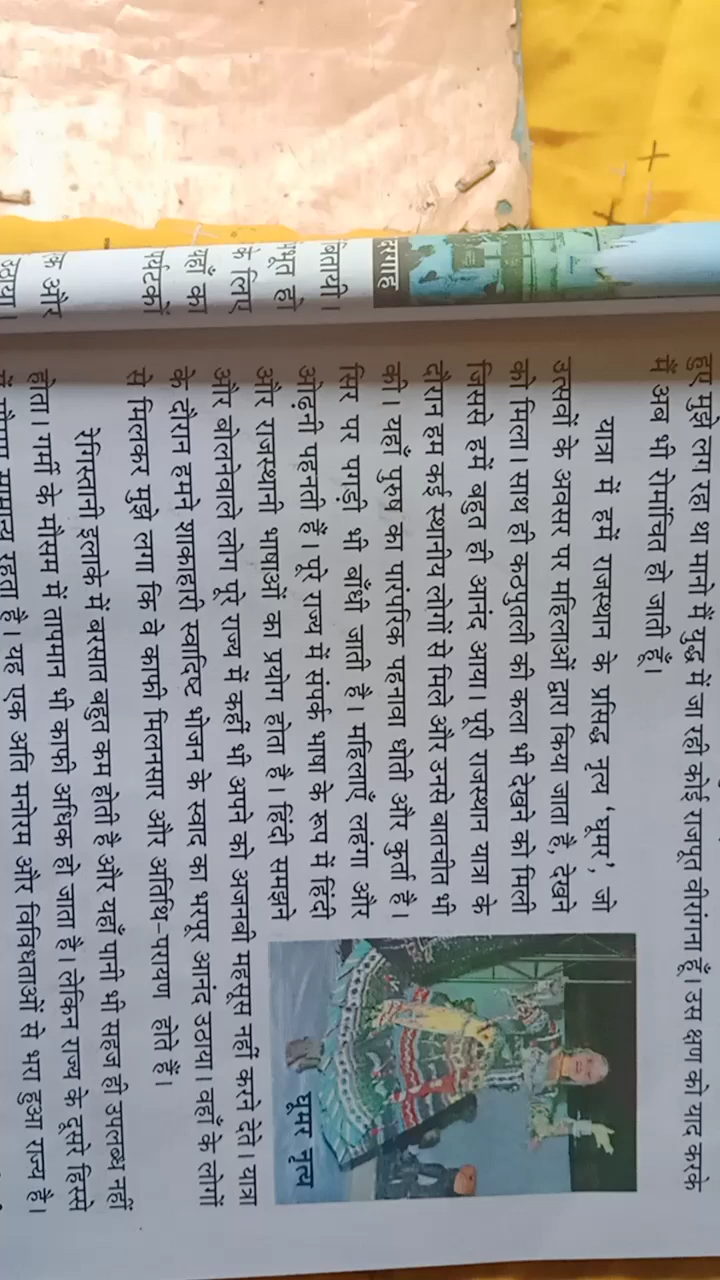 हुए मुझे लग रहा था मानो मैं युद्ध में जा रही कोई राजपूत वीरांगना हूँ। उस क्षण को याद करके
मैं अब भी रोमांचित हो जाती हूँ।
यात्रा में हमें राजस्थान के प्रसिद्ध नृत्य 'घूमर', जो
उत्सवों के अवसर पर महिलाओं द्वारा किया जाता है, देखने
को मिला। साथ ही कठपुतली की कला भी देखने को मिली
जिससे हमें बहुत ही आनंद आया। पूरी राजस्थान यात्रा के
दौरान हम कई स्थानीय लोगों से मिले और उनसे बातचीत भी
की। यहाँ पुरुष का पारंपरिक पहनावा धोती और कुर्ता है।
सिर पर पगड़ी भी बाँधी जाती है। महिलाएँ लहंगा और
ओढ़नी पहनती हैं। पूरे राज्य में संपर्क भाषा के रूप में हिंदी
और राजस्थानी भाषाओं का प्रयोग होता है। हिंदी समझने
और बोलनेवाले लोग पूरे राज्य में कहीं भी अपने को अजनबी महसूस नहीं करने देते। यात्रा
के दौरान हमने शाकाहारी स्वादिष्ट भोजन के स्वाद का भरपूर आनंद उठाया। वहाँ के लोगों
से मिलकर मुझे लगा कि वे काफी मिलनसार और अतिथि-परायण होते हैं।
रेगिस्तानी इलाके में बरसात बहुत कम होती है और यहाँ पानी भी सहज ही उपलब्ध नहीं
होता। गर्मी के मौसम में तापमान भी काफी अधिक हो जाता है। लेकिन राज्य के दूसरे हिस्से
में मौसम सामान्य रहता है। यह एक अति मनोरम और विविधताओं से भरा हुआ राज्य है।
घूमर नृत्य
दरगाह
बितायी।
भूत हो
के लिए
यहाँ का
पर्यटकों
क और
उठाया।